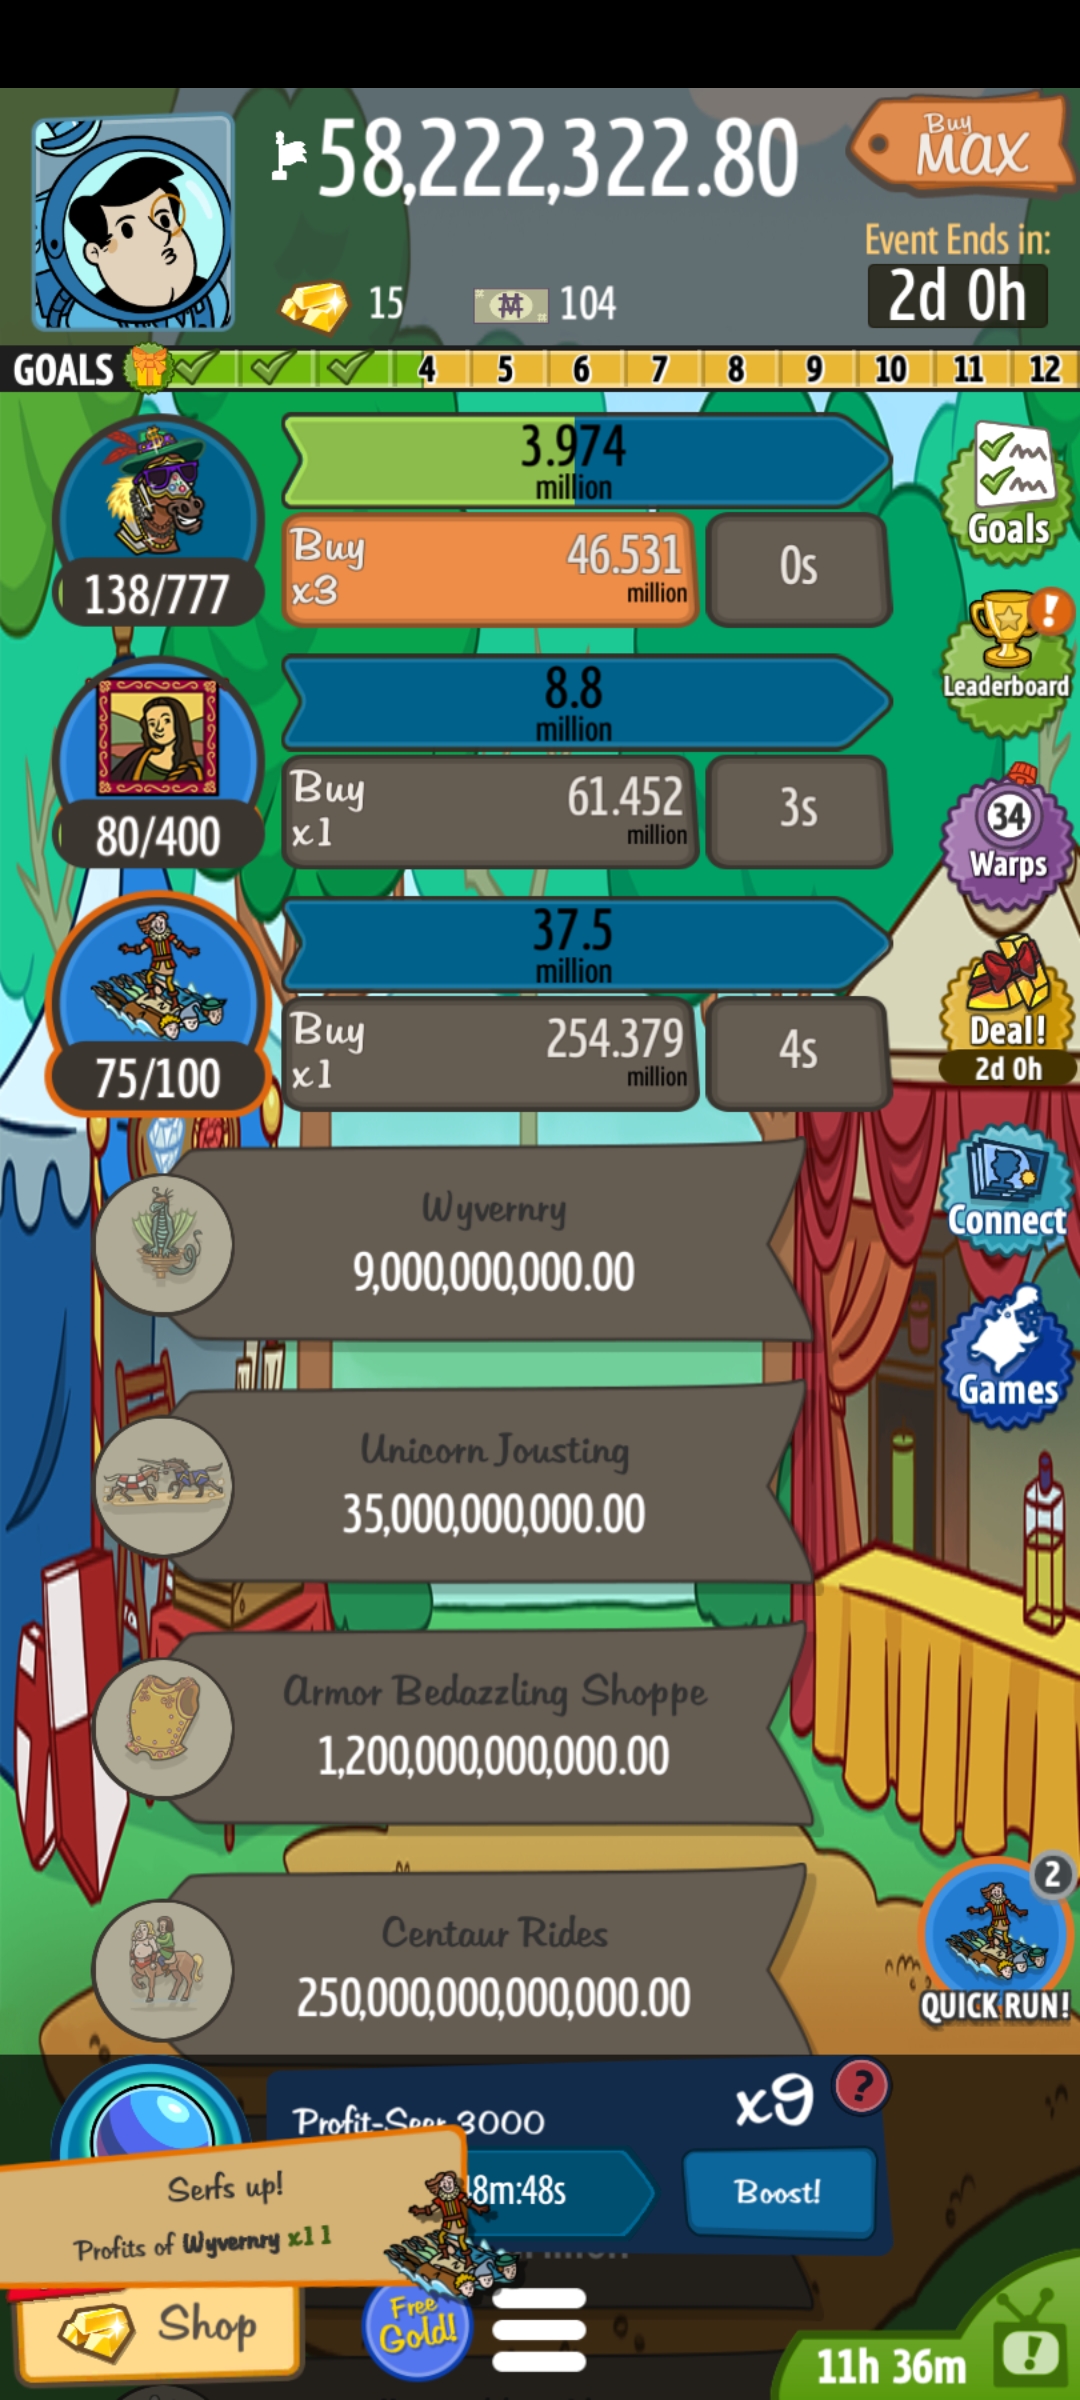 58,222,322.80
Buy
MAX
Event Ends in:
2d 0h
15
104
GOALS 4 5 6 7 8 9 10 11 12
3.974
million
138/777
Buy
x3
46.531
million
0s
Goals
Leaderboard
8.8
million
80/400
Buy
x1
61.452
million
3s
34
Warps
37.5
million
75/100
Buy
x1
254.379
million
4s
Deal!
2d 0h
Wyvernry
9,000,000,000.00
Connect
Unicorn Jousting
35,000,000,000.00
Games
Armor Bedazzling Shoppe
1,200,000,000,000.00
Centaur Rides
250,000,000,000,000.00
2
QUICK RUN!
Profit-Seer 3000
x9
?
8m:48s
Boost!
Serfs up!
Profits of Wyvernry x11
Shop
Free
Gold!
11h 36m